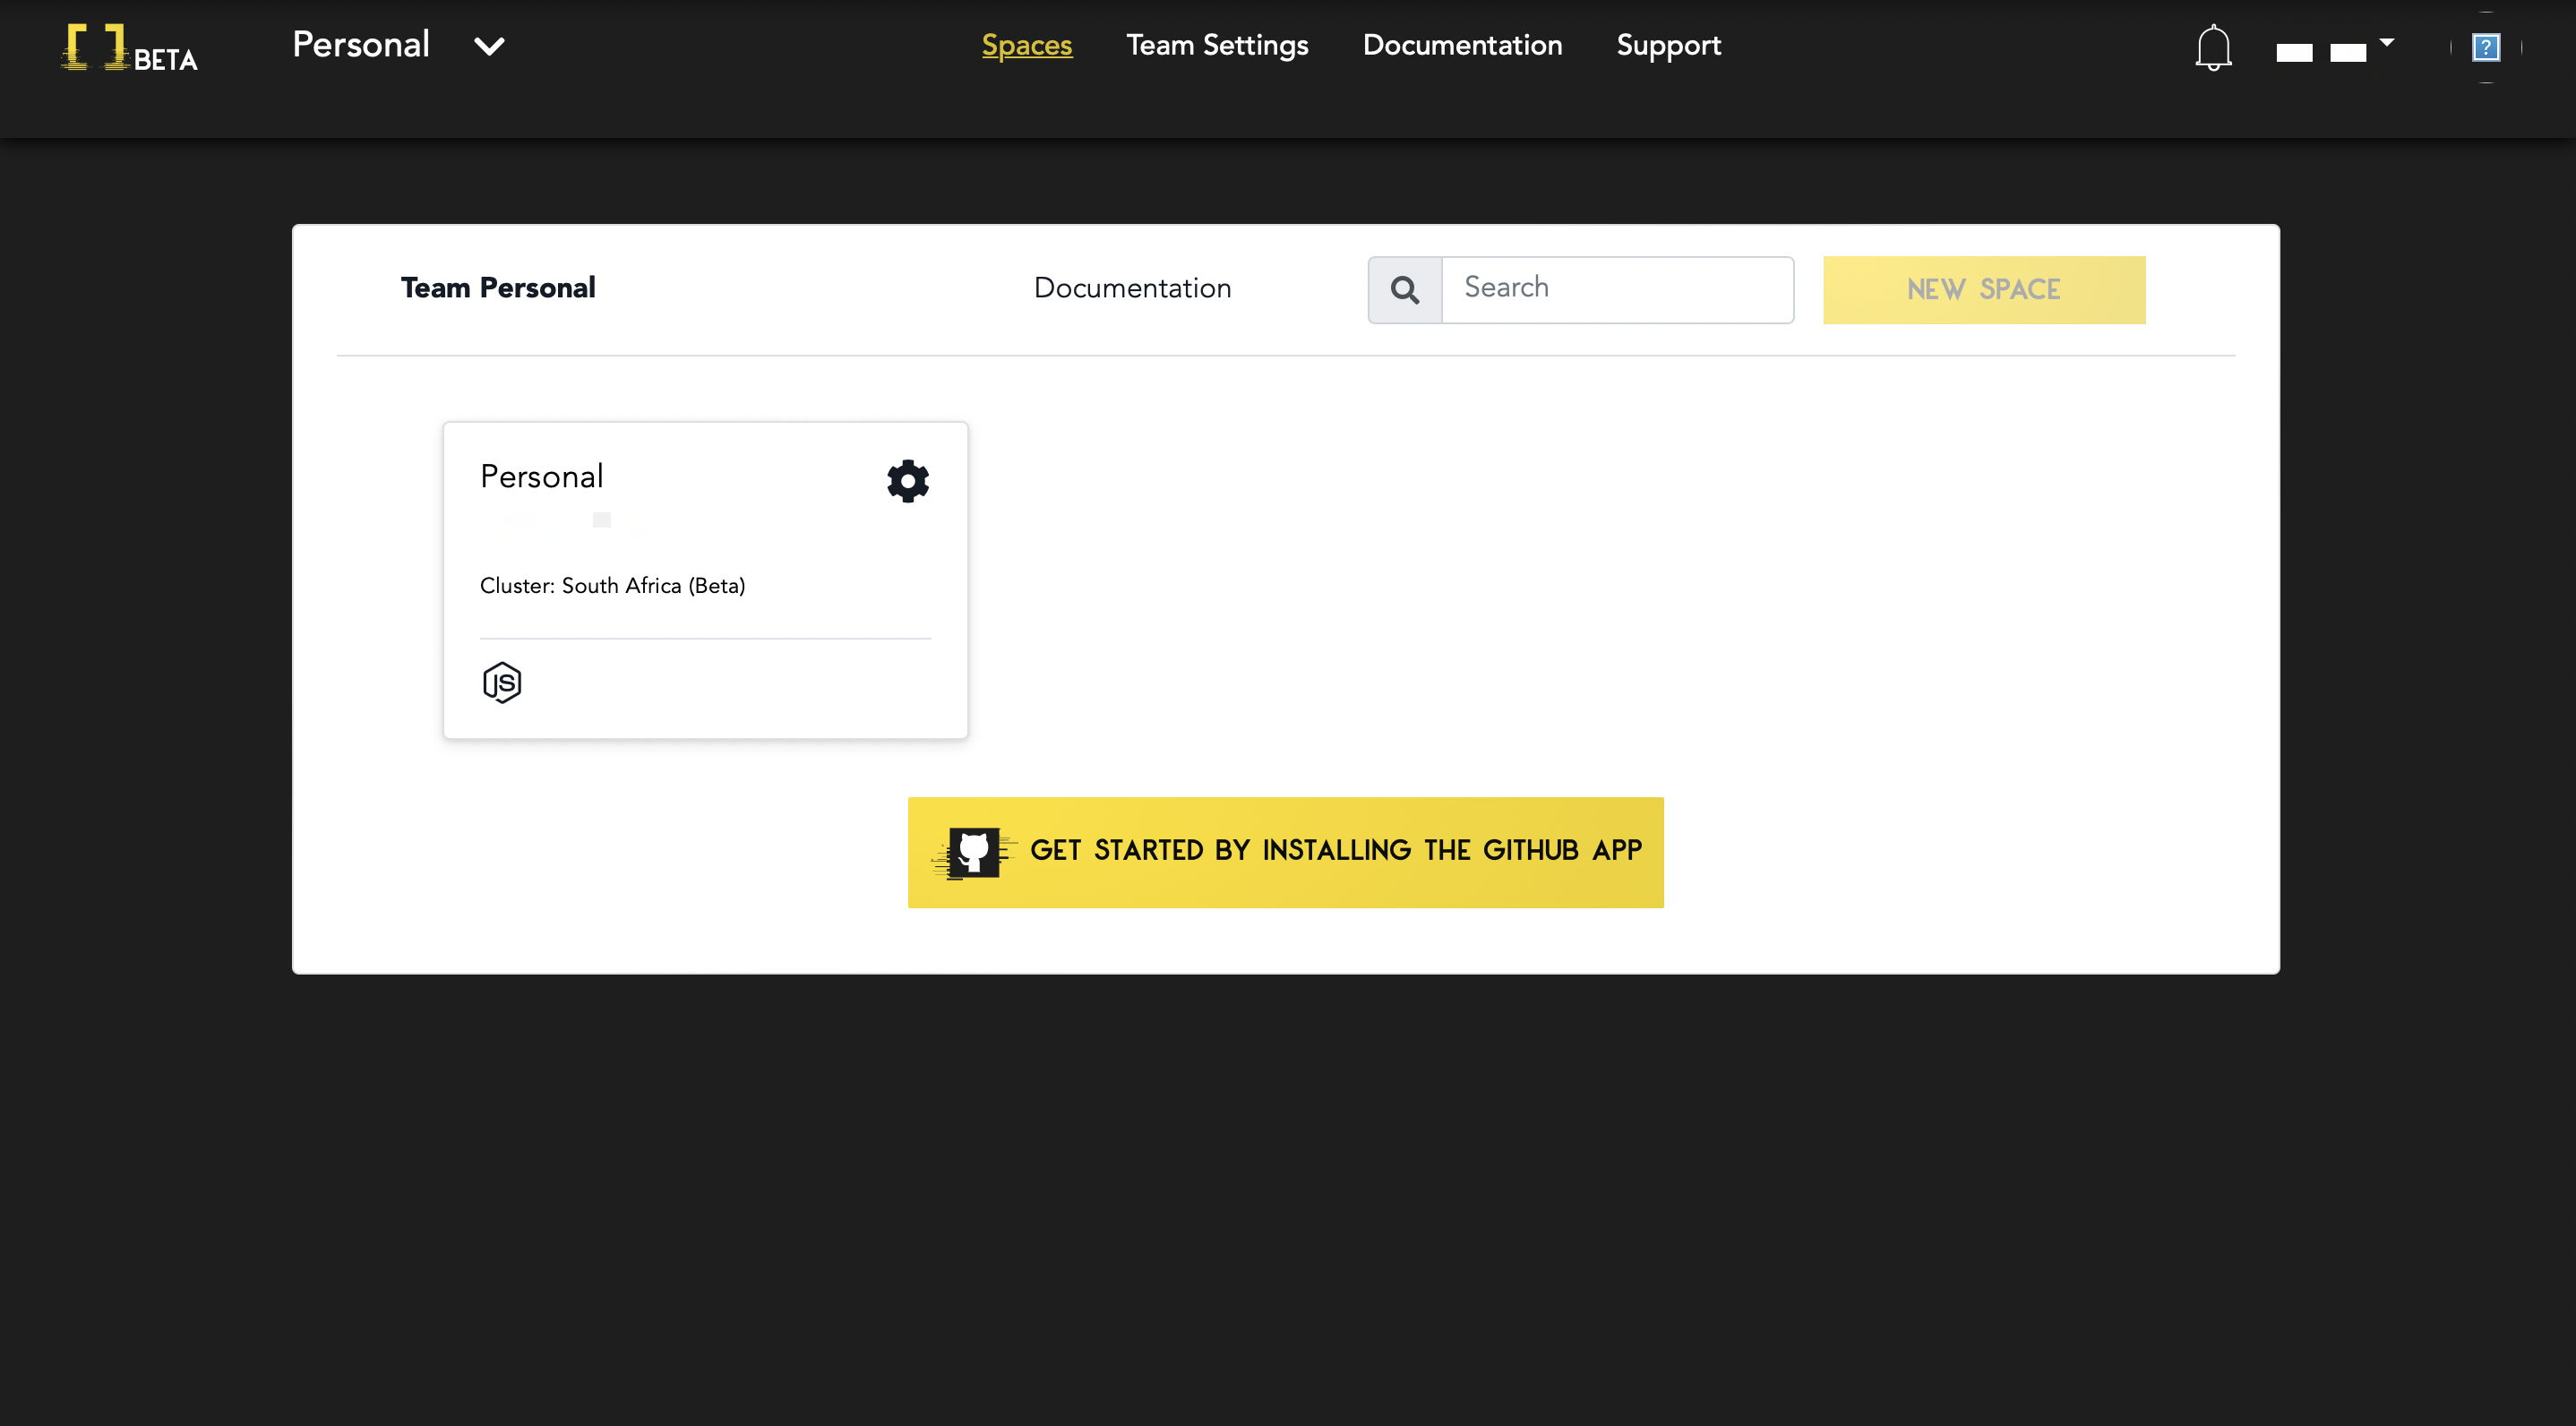 [ ] BETA
Personal
Spaces Team Settings Documentation Support
?
Team Personal
Documentation
Search
NEW SPACE
Personal
Cluster: South Africa (Beta)
JS
GET STARTED BY INSTALLING THE GITHUB APP